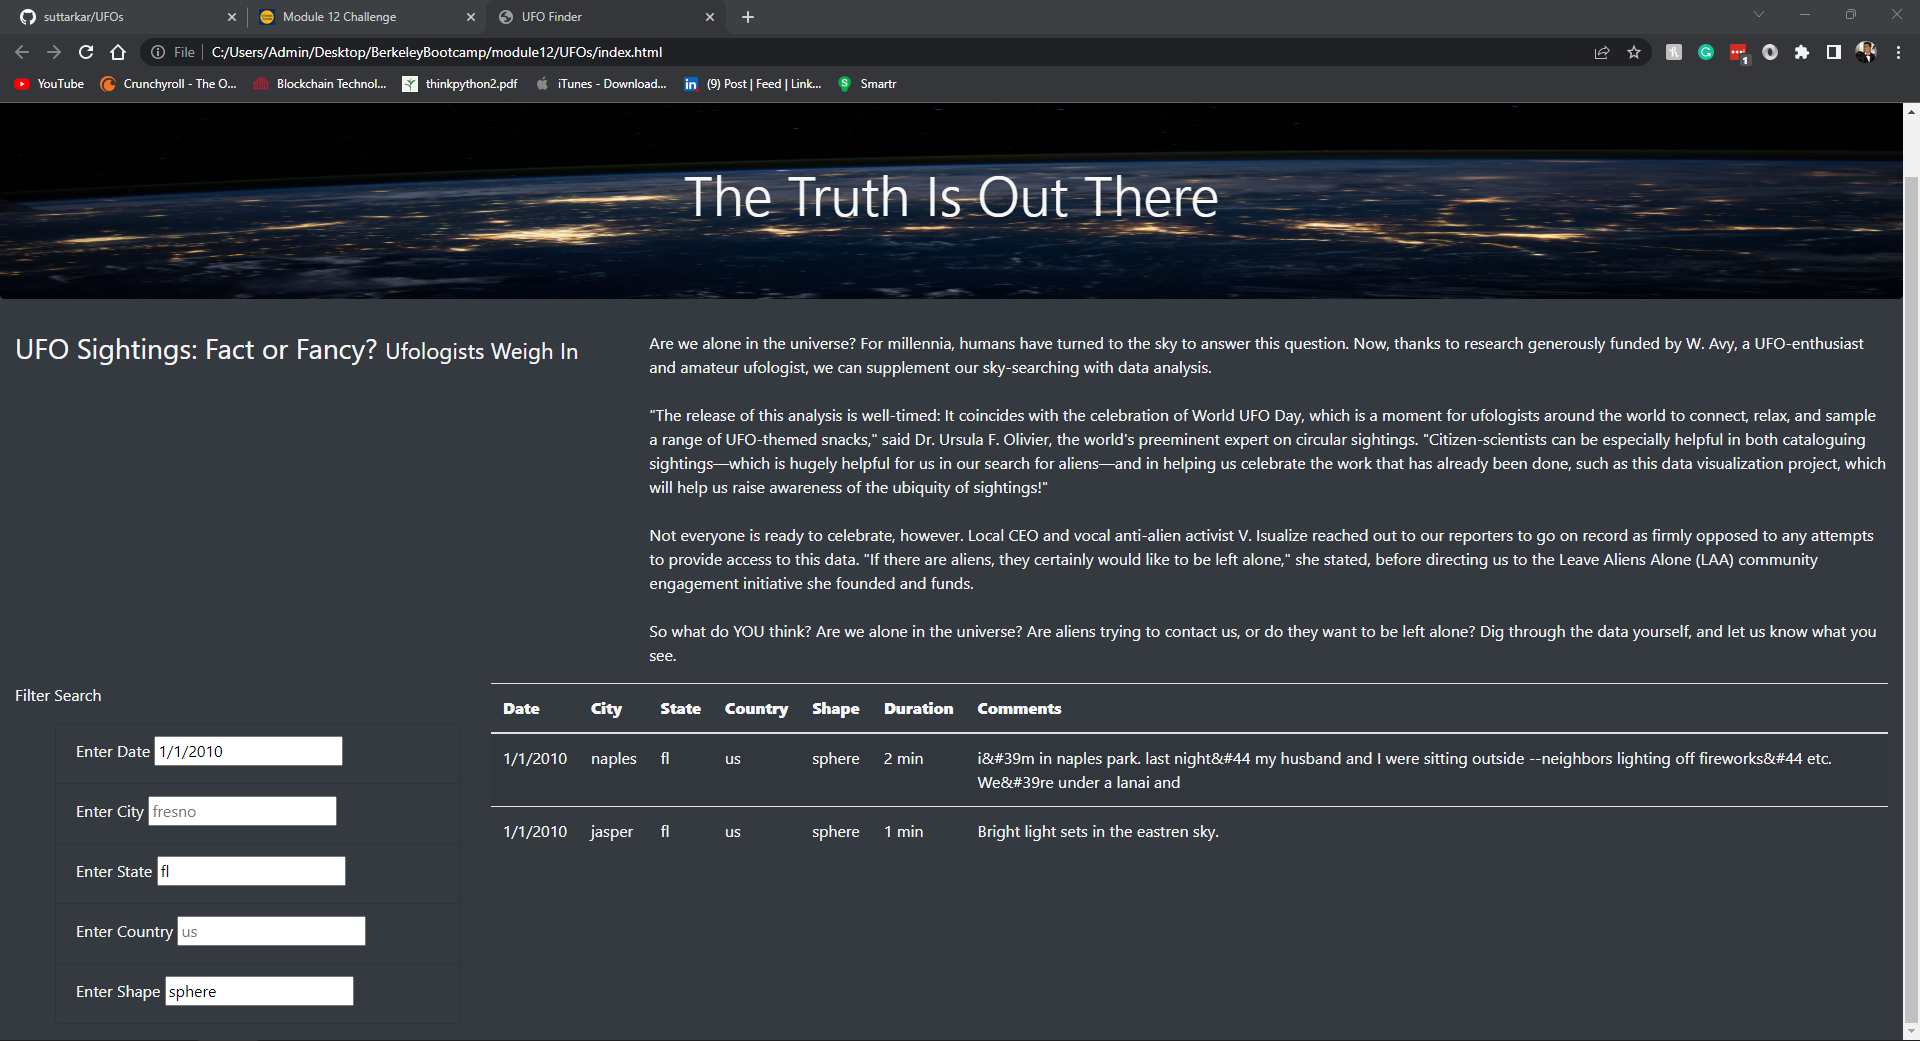 suttarkar/UFOs
Module 12 Challenge
UFO Finder
File
C:/Users/Admin/Desktop/BerkeleyBootcamp/module12/UFOs/index.html
1
YouTube
Crunchyroll - The O...
Blockchain Technol...
thinkpython2.pdf
iTunes - Download...
(9) Post | Feed | Link...
Smartr
The Truth Is Out There
UFO Sightings: Fact or Fancy? Ufologists Weigh In
Are we alone in the universe? For millennia, humans have turned to the sky to answer this question. Now, thanks to research generously funded by W. Avy, a UFO-enthusiast
and amateur ufologist, we can supplement our sky-searching with data analysis.
"The release of this analysis is well-timed: It coincides with the celebration of World UFO Day, which is a moment for ufologists around the world to connect, relax, and sample
a range of UFO-themed snacks," said Dr. Ursula F. Olivier, the world's preeminent expert on circular sightings. "Citizen-scientists can be especially helpful in both cataloguing
sightings—which is hugely helpful for us in our search for aliens—and in helping us celebrate the work that has already been done, such as this data visualization project, which
will help us raise awareness of the ubiquity of sightings!"
Not everyone is ready to celebrate, however. Local CEO and vocal anti-alien activist V. Isualize reached out to our reporters to go on record as firmly opposed to any attempts
to provide access to this data. "If there are aliens, they certainly would like to be left alone," she stated, before directing us to the Leave Aliens Alone (LAA) community
engagement initiative she founded and funds.
So what do YOU think? Are we alone in the universe? Are aliens trying to contact us, or do they want to be left alone? Dig through the data yourself, and let us know what you
see.
Filter Search
Enter Date 1/1/2010
Enter City fresno
Enter State fl
Enter Country us
Enter Shape sphere
Date City State Country Shape Duration Comments
1/1/2010 naples fl us sphere 2 min i&#39m in naples park. last night&#44 my husband and I were sitting outside --neighbors lighting off fireworks&#44 etc.
We&#39re under a lanai and
1/1/2010 jasper fl us sphere 1 min Bright light sets in the eastren sky.